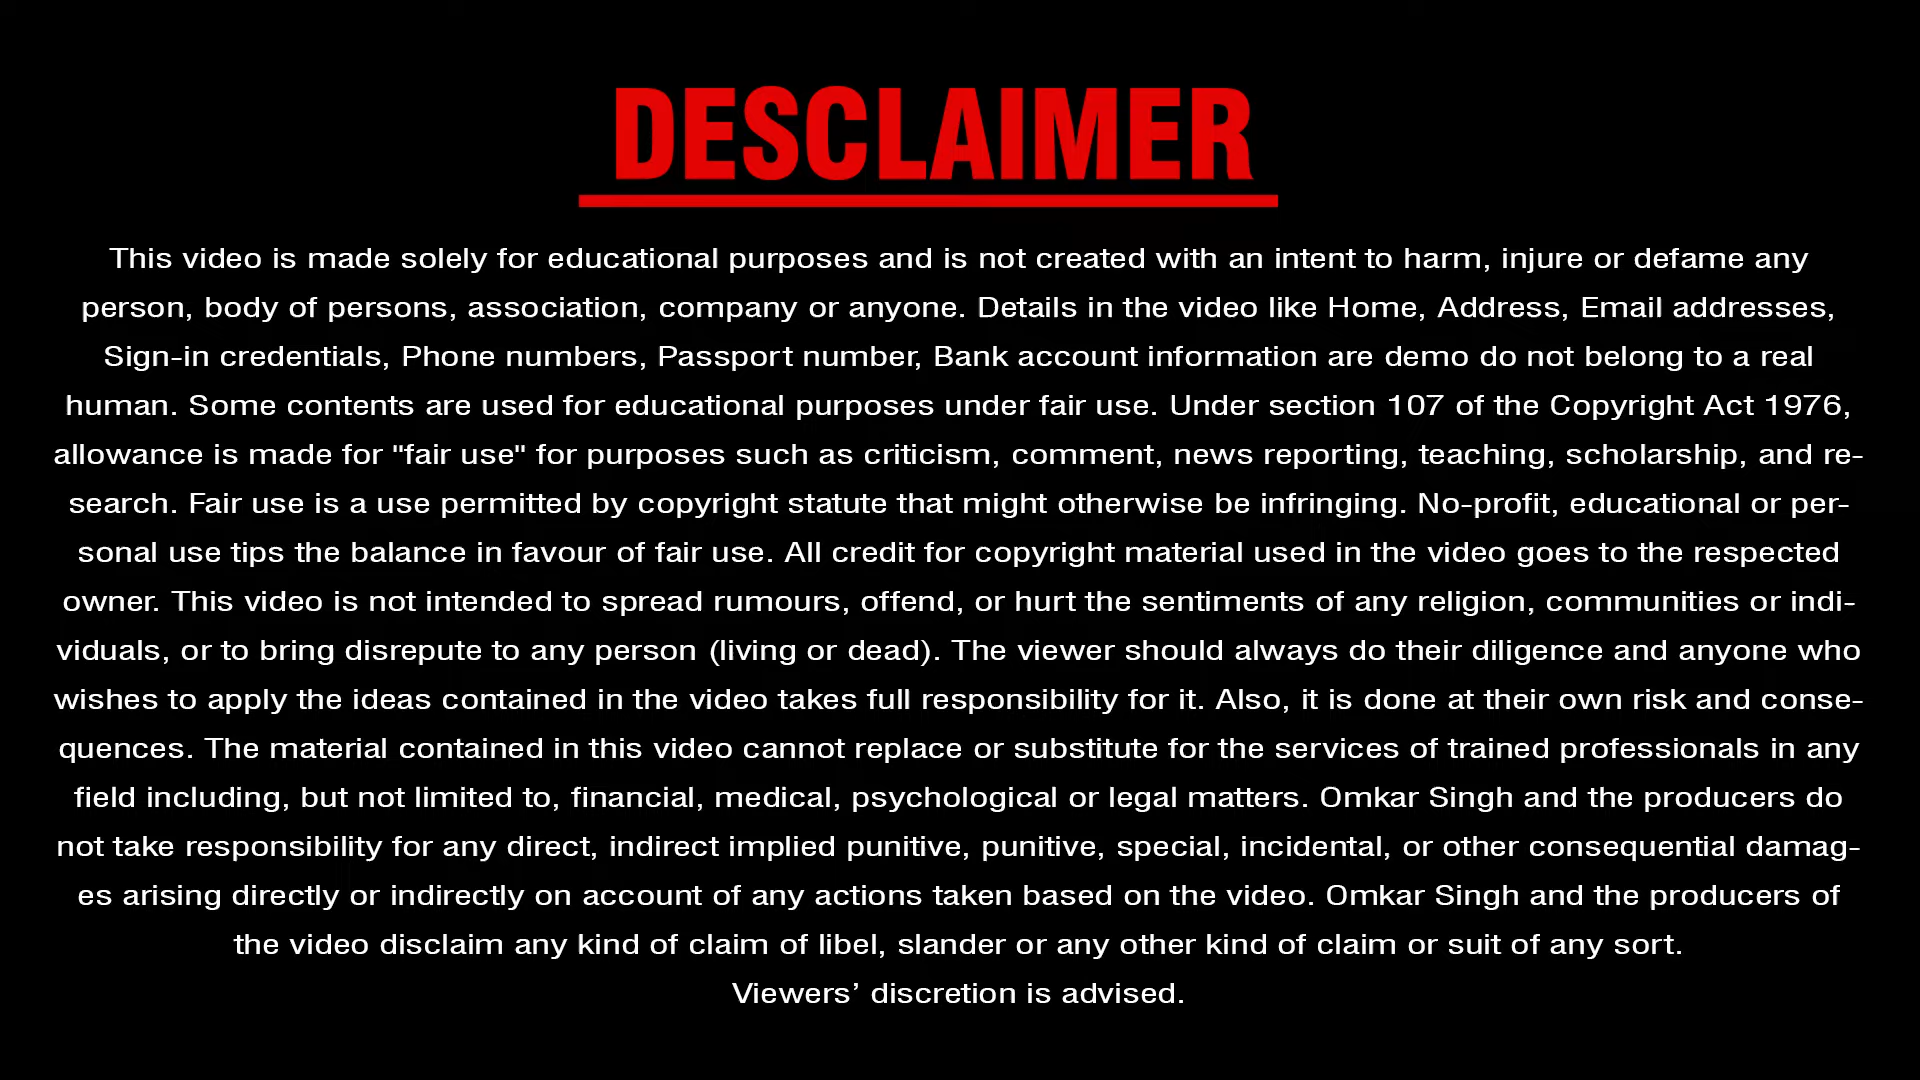 DESCLAIMER
This video is made solely for educational purposes and is not created with an intent to harm, injure or defame any
person, body of persons, association, company or anyone. Details in the video like Home, Address, Email addresses,
Sign-in credentials, Phone numbers, Passport number, Bank account information are demo do not belong to a real
human. Some contents are used for educational purposes under fair use. Under section 107 of the Copyright Act 1976,
allowance is made for "fair use" for purposes such as criticism, comment, news reporting, teaching, scholarship, and re-
search. Fair use is a use permitted by copyright statute that might otherwise be infringing. No-profit, educational or per-
sonal use tips the balance in favour of fair use. All credit for copyright material used in the video goes to the respected
owner. This video is not intended to spread rumours, offend, or hurt the sentiments of any religion, communities or indi-
viduals, or to bring disrepute to any person (living or dead). The viewer should always do their diligence and anyone who
wishes to apply the ideas contained in the video takes full responsibility for it. Also, it is done at their own risk and conse-
quences. The material contained in this video cannot replace or substitute for the services of trained professionals in any
field including, but not limited to, financial, medical, psychological or legal matters. Omkar Singh and the producers do
not take responsibility for any direct, indirect implied punitive, punitive, special, incidental, or other consequential damag-
es arising directly or indirectly on account of any actions taken based on the video. Omkar Singh and the producers of
the video disclaim any kind of claim of libel, slander or any other kind of claim or suit of any sort.
Viewers’ discretion is advised.